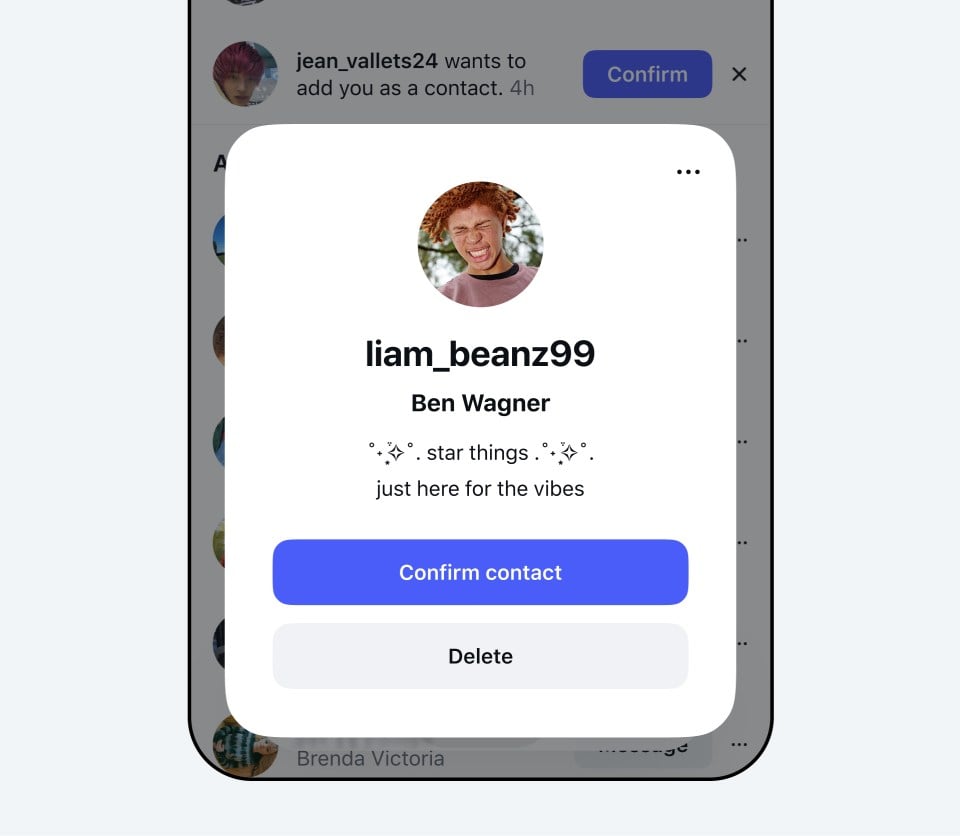 jean_vallets24 wants to
add you as a contact. 4h
Confirm
liam_beanz99
Ben Wagner
˚˖𓍢ִ໋✧˚. star things .˚˖𓍢ִ໋✧˚.
just here for the vibes
Confirm contact
Delete
Message
Brenda Victoria